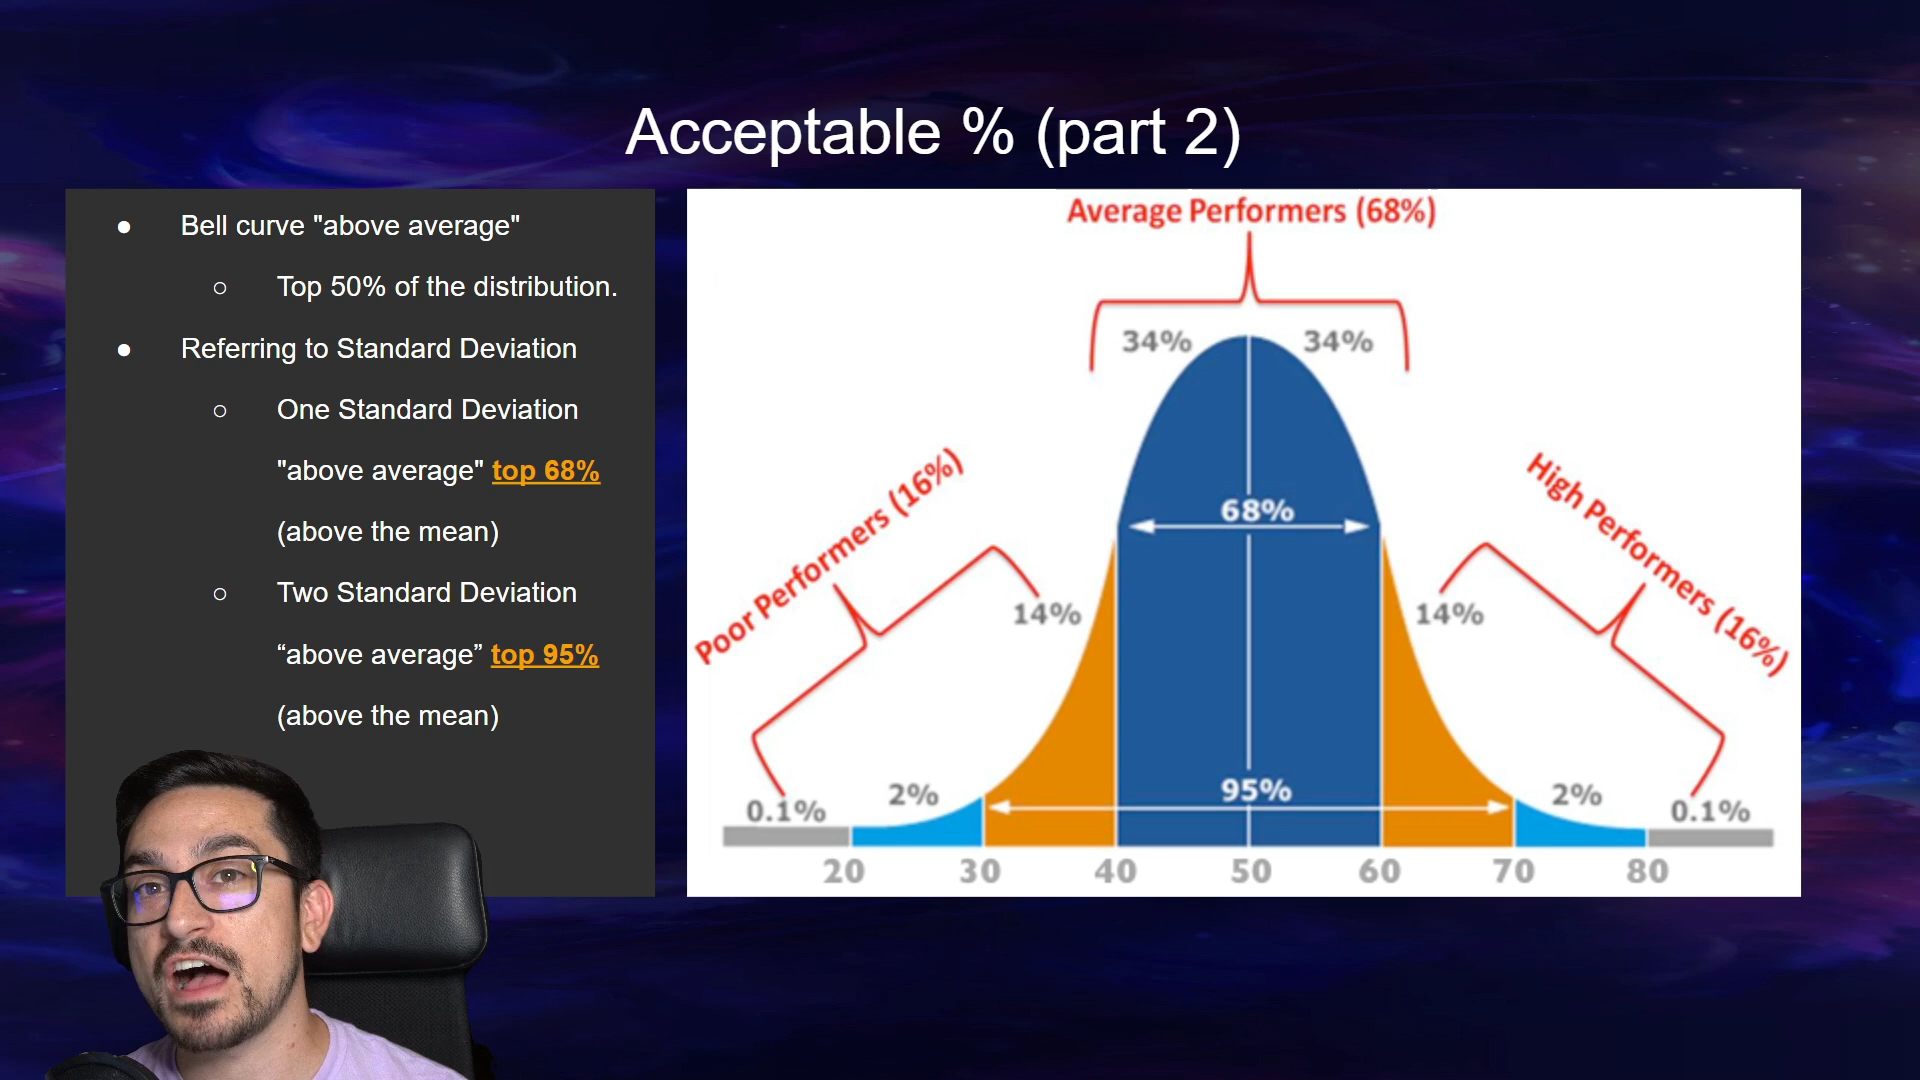 Acceptable % (part 2)
● Bell curve "above average"
○ Top 50% of the distribution.
● Referring to Standard Deviation
○ One Standard Deviation
"above average" top 68%
(above the mean)
○ Two Standard Deviation
“above average” top 95%
(above the mean)
Average Performers (68%)
34% 34%
Poor Performers (16%)
High Performers (16%)
68%
14% 14%
95%
2% 2%
0.1% 0.1%
20 30 40 50 60 70 80